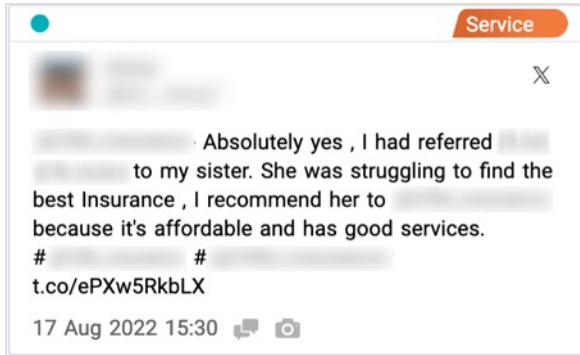 Service
Absolutely yes , I had referred
to my sister. She was struggling to find the
best Insurance , I recommend her to
because it's affordable and has good services.
# #
t.co/ePXw5RkbLX
17 Aug 2022 15:30